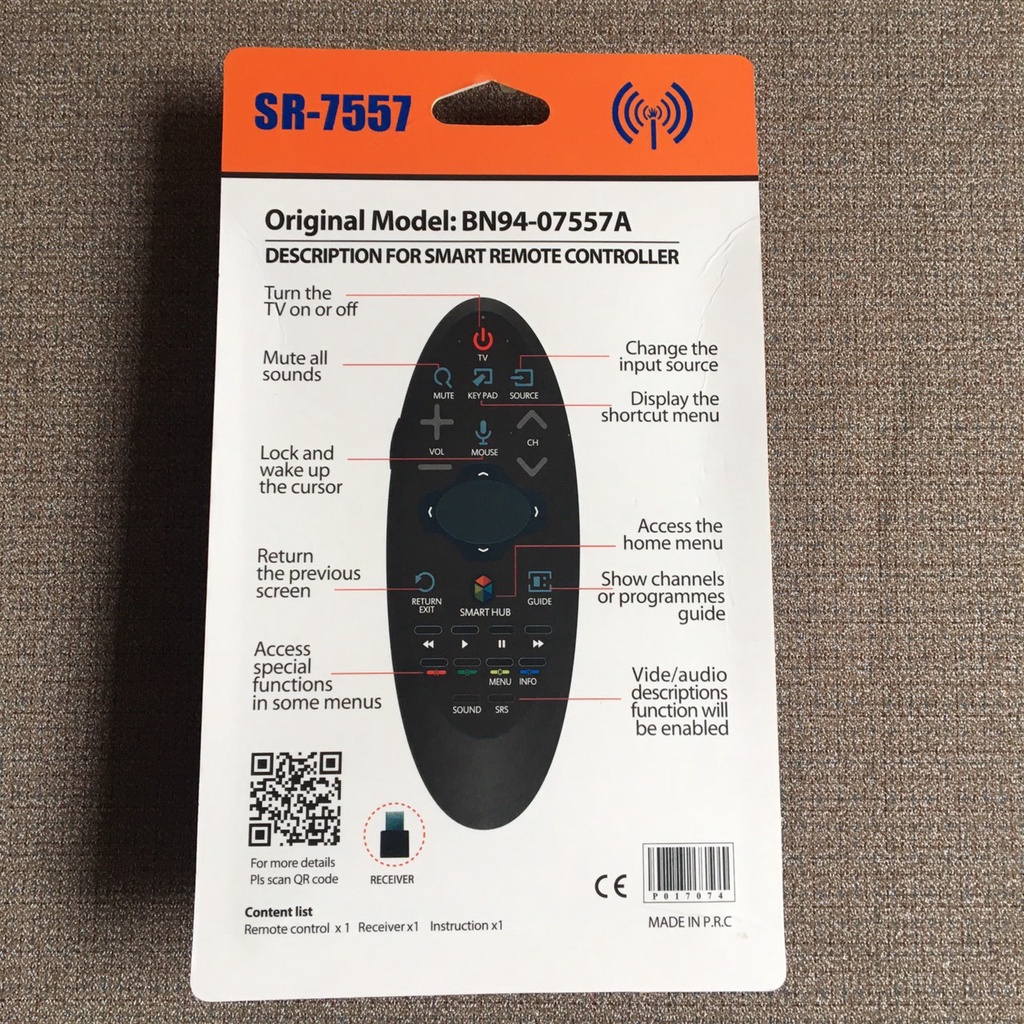 SR-7557
Original Model: BN94-07557A
DESCRIPTION FOR SMART REMOTE CONTROLLER
Turn the
TV on or off
TV
Mute all
sounds
Change the
input source
MUTE
KEY PAD
SOURCE
Display the
shortcut menu
VOL
MOUSE
CH
Lock and
wake up
the cursor
Access the
home menu
Return
the previous
screen
Show channels
or programmes
guide
RETURN
EXIT
SMART HUB
GUIDE
Access
special
functions
in some menus
MENU
INFO
Vide/audio
descriptions
function will
be enabled
SOUND
SRS
For more details
Pls scan QR code
RECEIVER
CE
P017074
MADE IN P.R.C
Content list
Remote control x 1 Receiver x1 Instruction x1